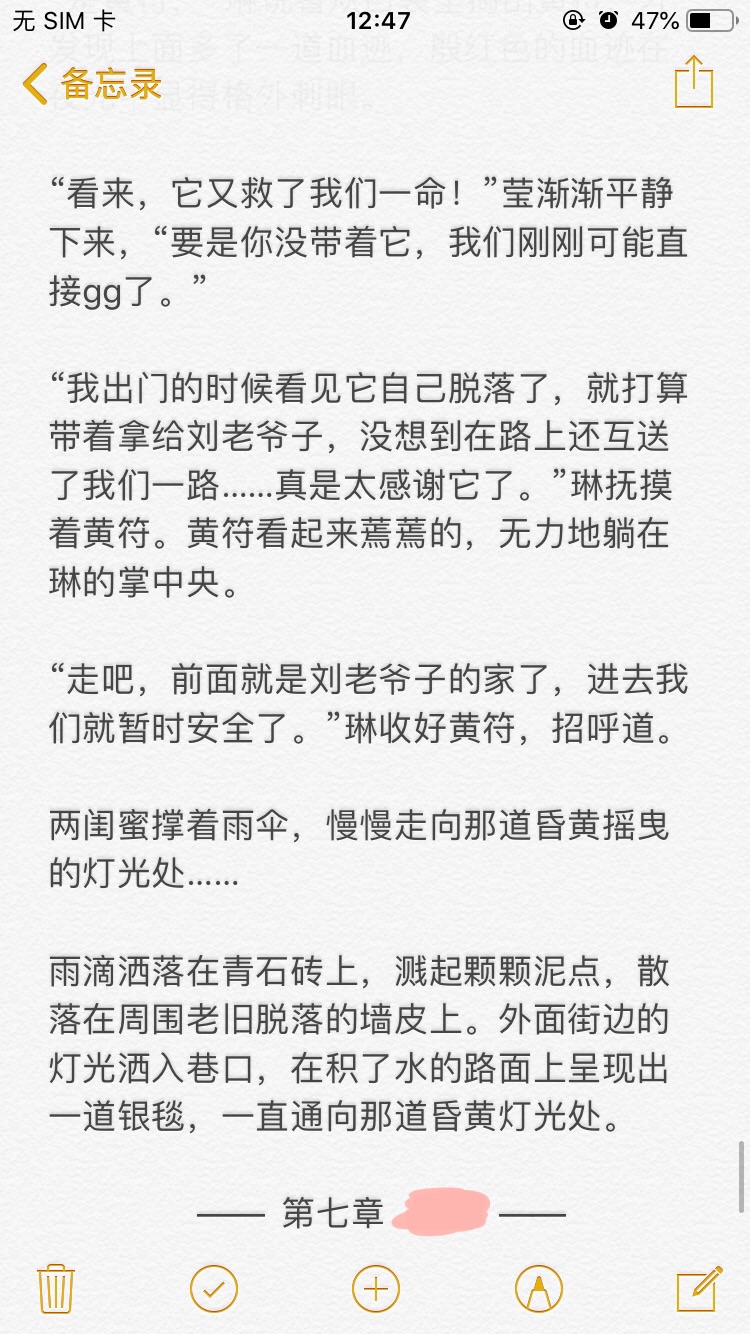 无 SIM 卡
12:47
47%
发现上面多了一道血迹，殷红色的血迹在
显得格外刺眼。
备忘录
“看来，它又救了我们一命！”莹渐渐平静
下来，“要是你没带着它，我们刚刚可能直
接gg了。”
“我出门的时候看见它自己脱落了，就打算
带着拿给刘老爷子，没想到在路上还互送
了我们一路......真是太感谢它了。”琳抚摸
着黄符。黄符看起来蔫蔫的，无力地躺在
琳的掌中央。
“走吧，前面就是刘老爷子的家了，进去我
们就暂时安全了。”琳收好黄符，招呼道。
两闺蜜撑着雨伞，慢慢走向那道昏黄摇曳
的灯光处......
雨滴洒落在青石砖上，溅起颗颗泥点，散
落在周围老旧脱落的墙皮上。外面街边的
灯光洒入巷口，在积了水的路面上呈现出
一道银毯，一直通向那道昏黄灯光处。
—— 第七章 ——